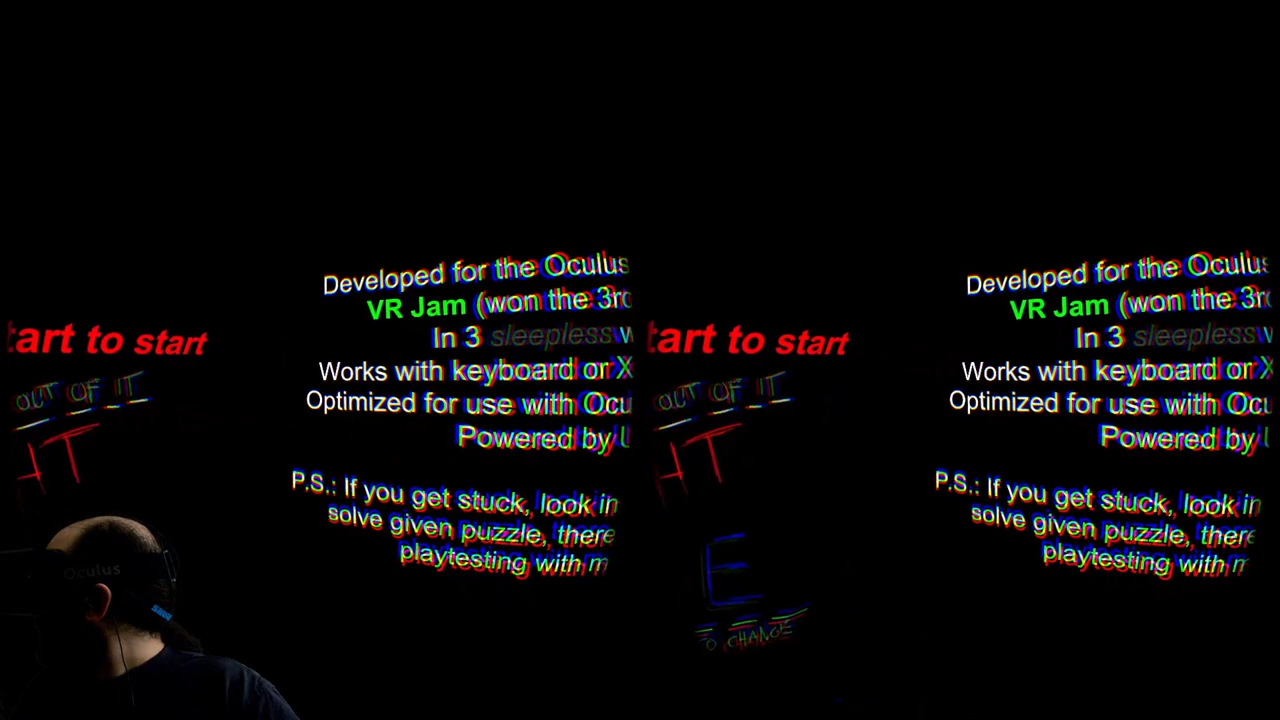 Developed for the Oculus
VR Jam (won the 3rd
In 3 sleepless w
Works with keyboard or X
Optimized for use with Ocu
Powered by
P.S.: If you get stuck, look in
solve given puzzle, there
playtesting with m
tart to start
OUT OF IT
HT
Oculus
Developed for the Oculus
VR Jam (won the 3rd
In 3 sleepless w
Works with keyboard or X
Optimized for use with Ocu
Powered by
P.S.: If you get stuck, look in
solve given puzzle, there
playtesting with m
tart to start
OUT OF IT
HT
E
TO CHANGE